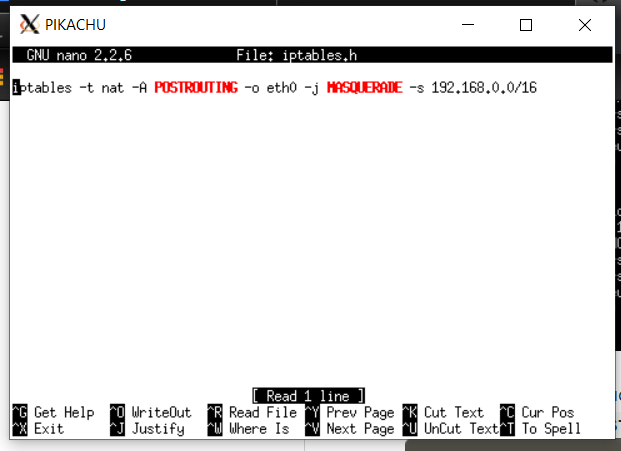 PIKACHU
GNU nano 2.2.6 File: iptables.h
iptables -t nat -A POSTROUTING -o eth0 -j MASQUERADE -s 192.168.0.0/16
[ Read 1 line ]
^G Get Help ^O WriteOut ^R Read File ^Y Prev Page ^K Cut Text ^C Cur Pos
^X Exit ^J Justify ^W Where Is ^V Next Page ^U UnCut Text ^T To Spell